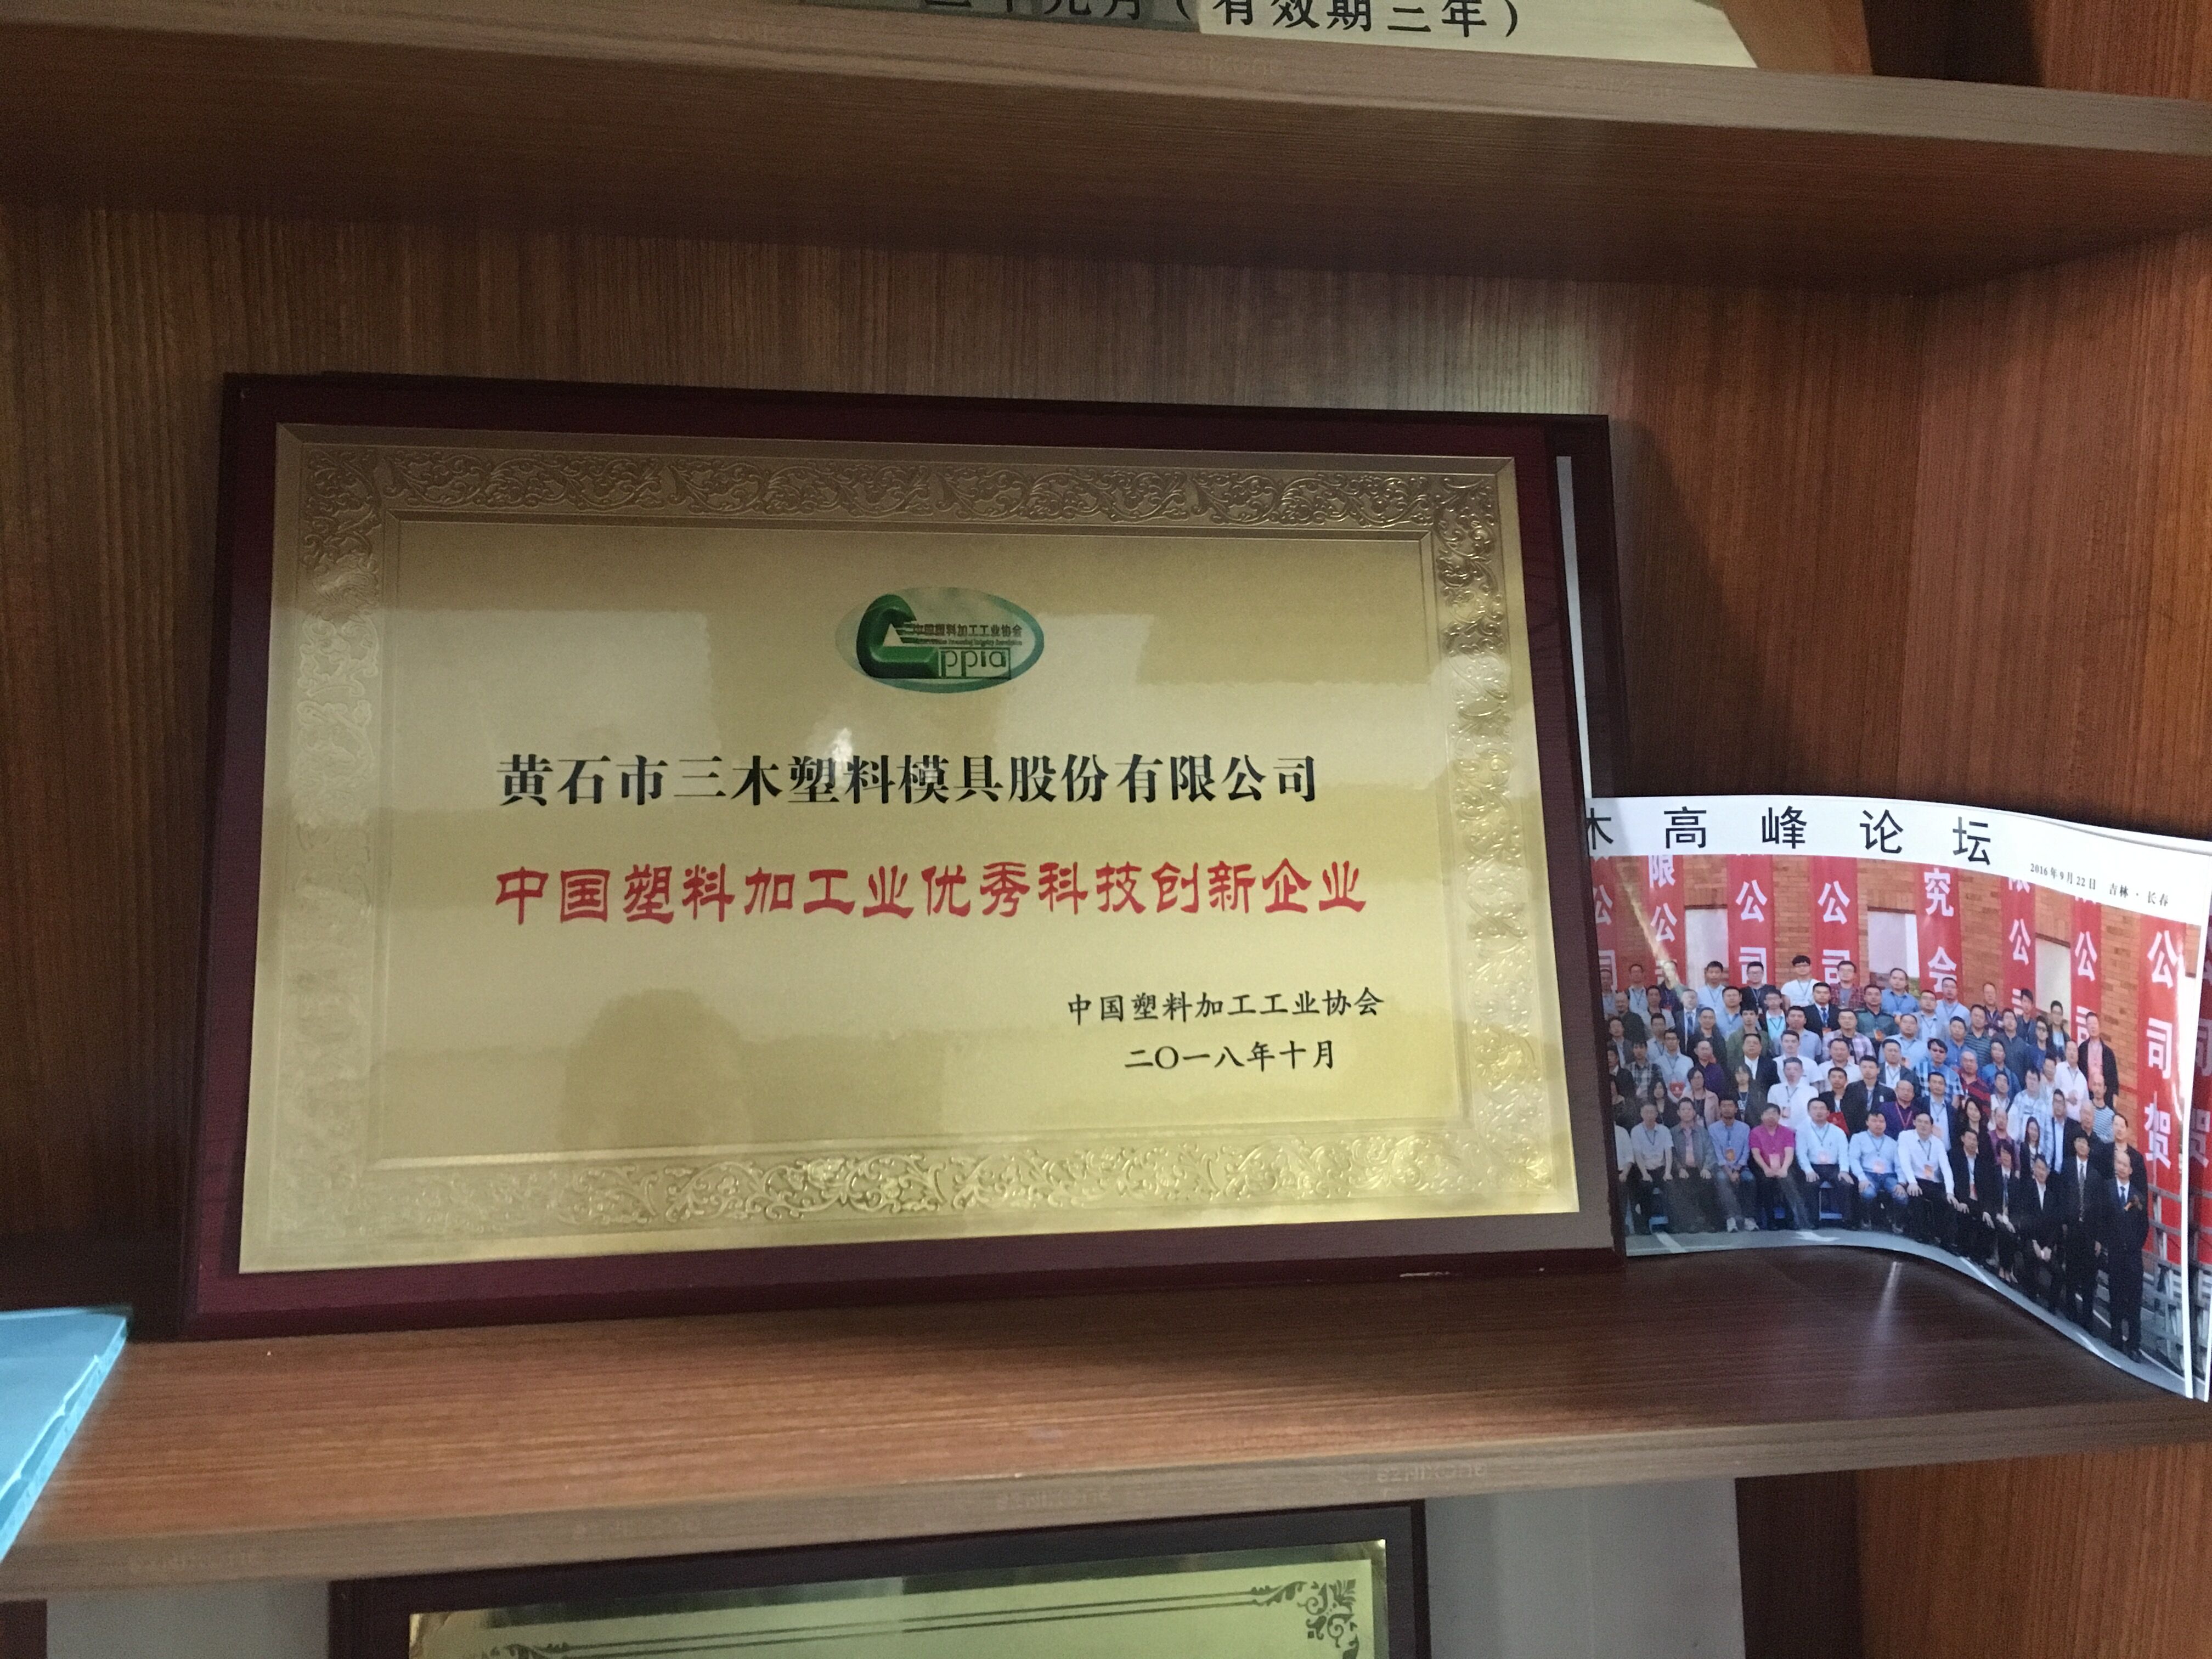 元月（有效期三年）
中国塑料加工工业协会
cppia
黄石市三木塑料模具股份有限公司
中国塑料加工业优秀科技创新企业
中国塑料加工工业协会
二〇一八年十月
术高峰论坛
2016年9月22日 吉林·长春
公司
限公司
公司
公司
究会
限公司
公司
公司贺